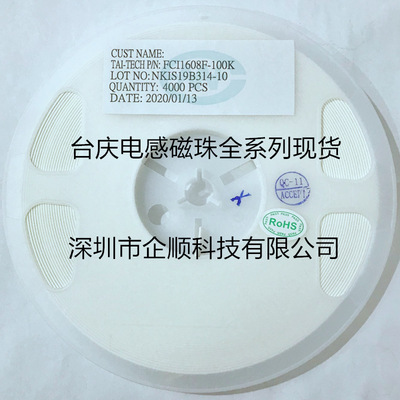 CUST NAME:
TAI-TECH P/N: FCI1608F-100K
LOT NO:NKIS19B314-10
QUANTITY: 4000 PCS
DATE: 2020/01/13
台庆电感磁珠全系列现货
QC-11
ACCEPT
RoHS
深圳市企顺科技有限公司